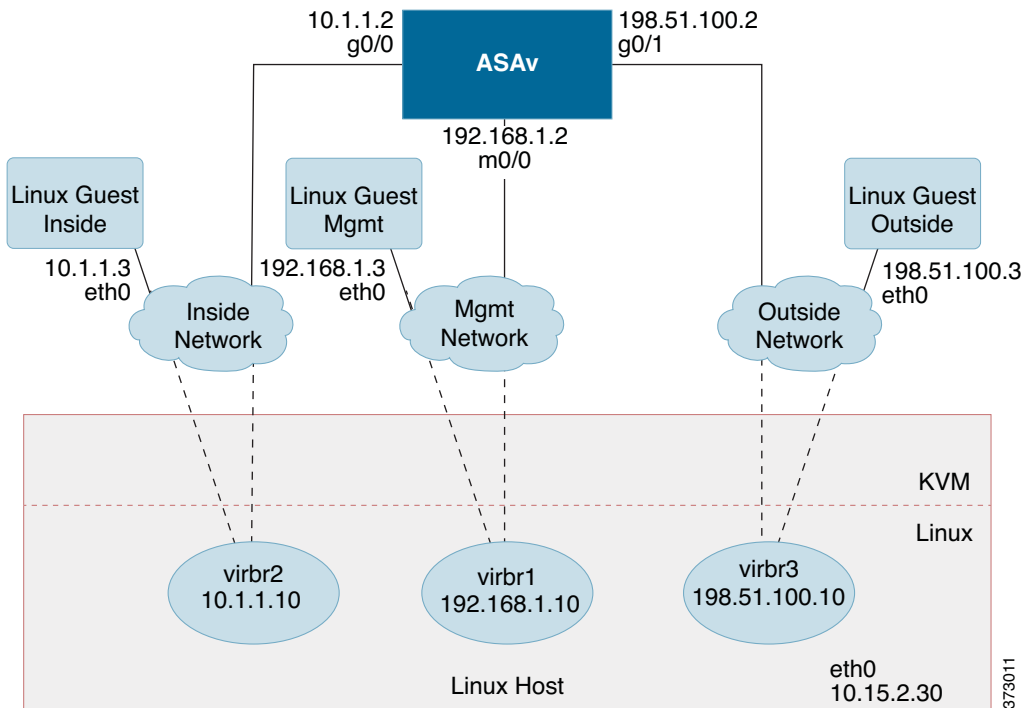 10.1.1.2
g0/0
ASAv
198.51.100.2
g0/1
192.168.1.2
m0/0
Linux Guest
Inside
Linux Guest
Mgmt
Linux Guest
Outside
10.1.1.3
eth0
192.168.1.3
eth0
198.51.100.3
eth0
Inside
Network
Mgmt
Network
Outside
Network
KVM
Linux
virbr2
10.1.1.10
virbr1
192.168.1.10
virbr3
198.51.100.10
Linux Host
eth0
10.15.2.30
373011